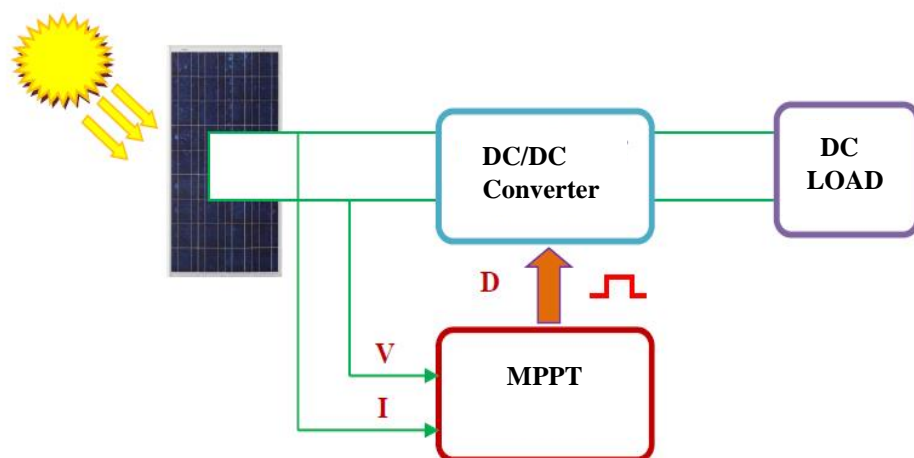 DC/DC
Converter
DC
LOAD
D
V
MPPT
I